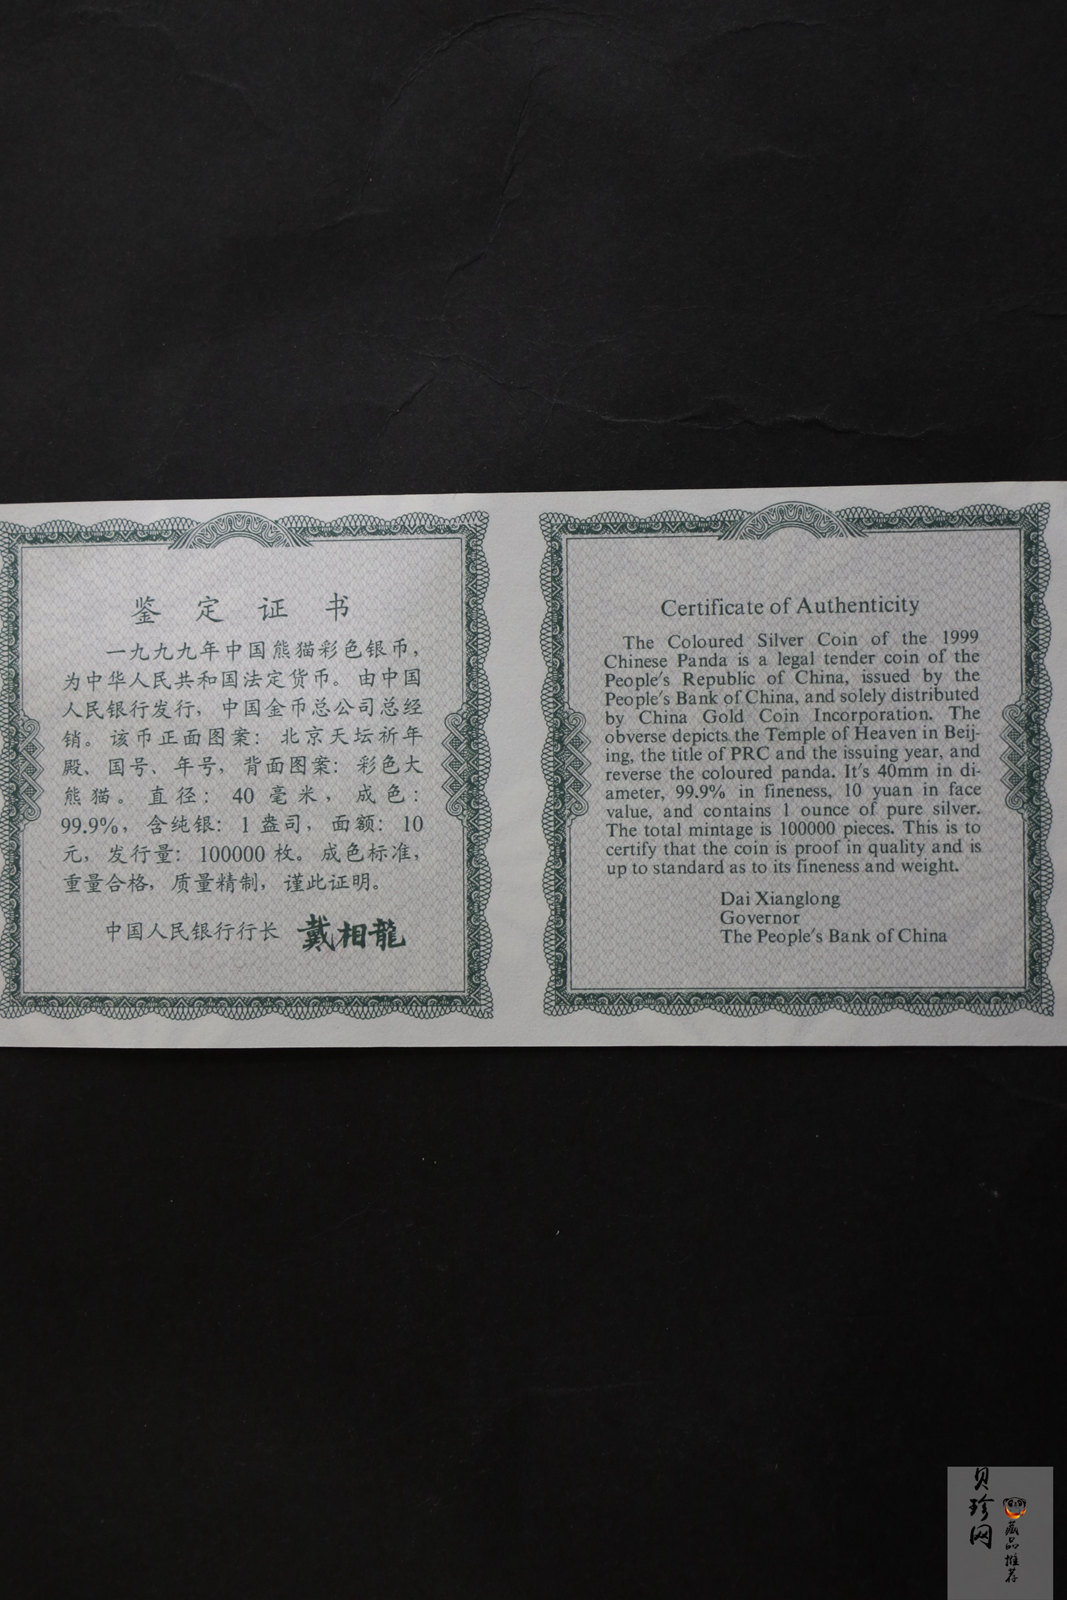 鉴定证书
一九九九年中国熊猫彩色银币，
为中华人民共和国法定货币。由中国
人民银行发行，中国金币总公司总经
销。该币正面图案：北京天坛祈年
殿、国号、年号，背面图案：彩色大
熊猫。直径：40毫米，成色：
99.9%，含纯银：1盎司，面额：10
元，发行量：100000枚。成色标准，
重量合格，质量精制，谨此证明。
中国人民银行行长 戴相龍
Certificate of Authenticity
The Coloured Silver Coin of the 1999
Chinese Panda is a legal tender coin of the
People's Republic of China, issued by the
People's Bank of China, and solely distributed
by China Gold Coin Incorporation. The
obverse depicts the Temple of Heaven in Beij-
ing, the title of PRC and the issuing year, and
reverse the coloured panda. It's 40mm in di-
ameter, 99.9% in fineness, 10 yuan in face
value, and contains 1 ounce of pure silver.
The total mintage is 100000 pieces. This is to
certify that the coin is proof in quality and is
up to standard as to its fineness and weight.
Dai Xianglong
Governor
The People's Bank of China
贝珍网
藏品推荐